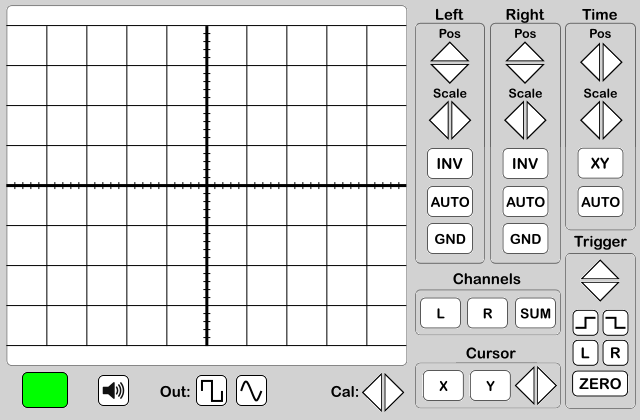 Left Right Time
Pos Pos Pos
Scale Scale Scale
INV INV XY
AUTO AUTO AUTO
GND GND
Trigger
Channels
L R SUM
L R
Cursor
X Y
ZERO
Out: Cal: